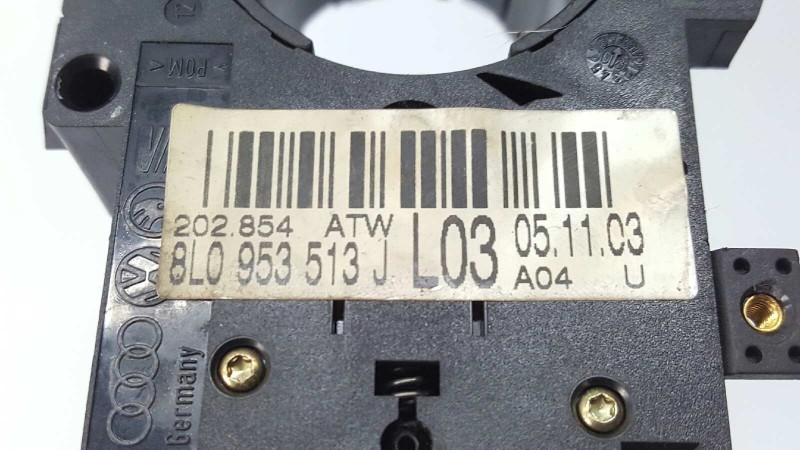 > POM <
202.854 ATW
8L0 953 513 J L03
05.11.03
A04 U
Germany